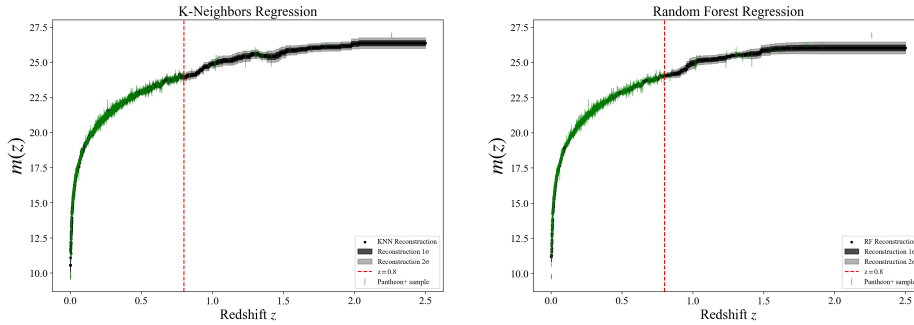 K-Neighbors Regression
27.5
25.0
22.5
20.0
17.5
15.0
12.5
10.0
m(z)
0.0 0.5 1.0 1.5 2.0 2.5
Redshift z
KNN Reconstruction
Reconstruction 1σ
Reconstruction 2σ
z = 0.8
Pantheon+ sample
Random Forest Regression
27.5
25.0
22.5
20.0
17.5
15.0
12.5
10.0
m(z)
0.0 0.5 1.0 1.5 2.0 2.5
Redshift z
RF Reconstruction
Reconstruction 1σ
Reconstruction 2σ
z = 0.8
Pantheon+ sample